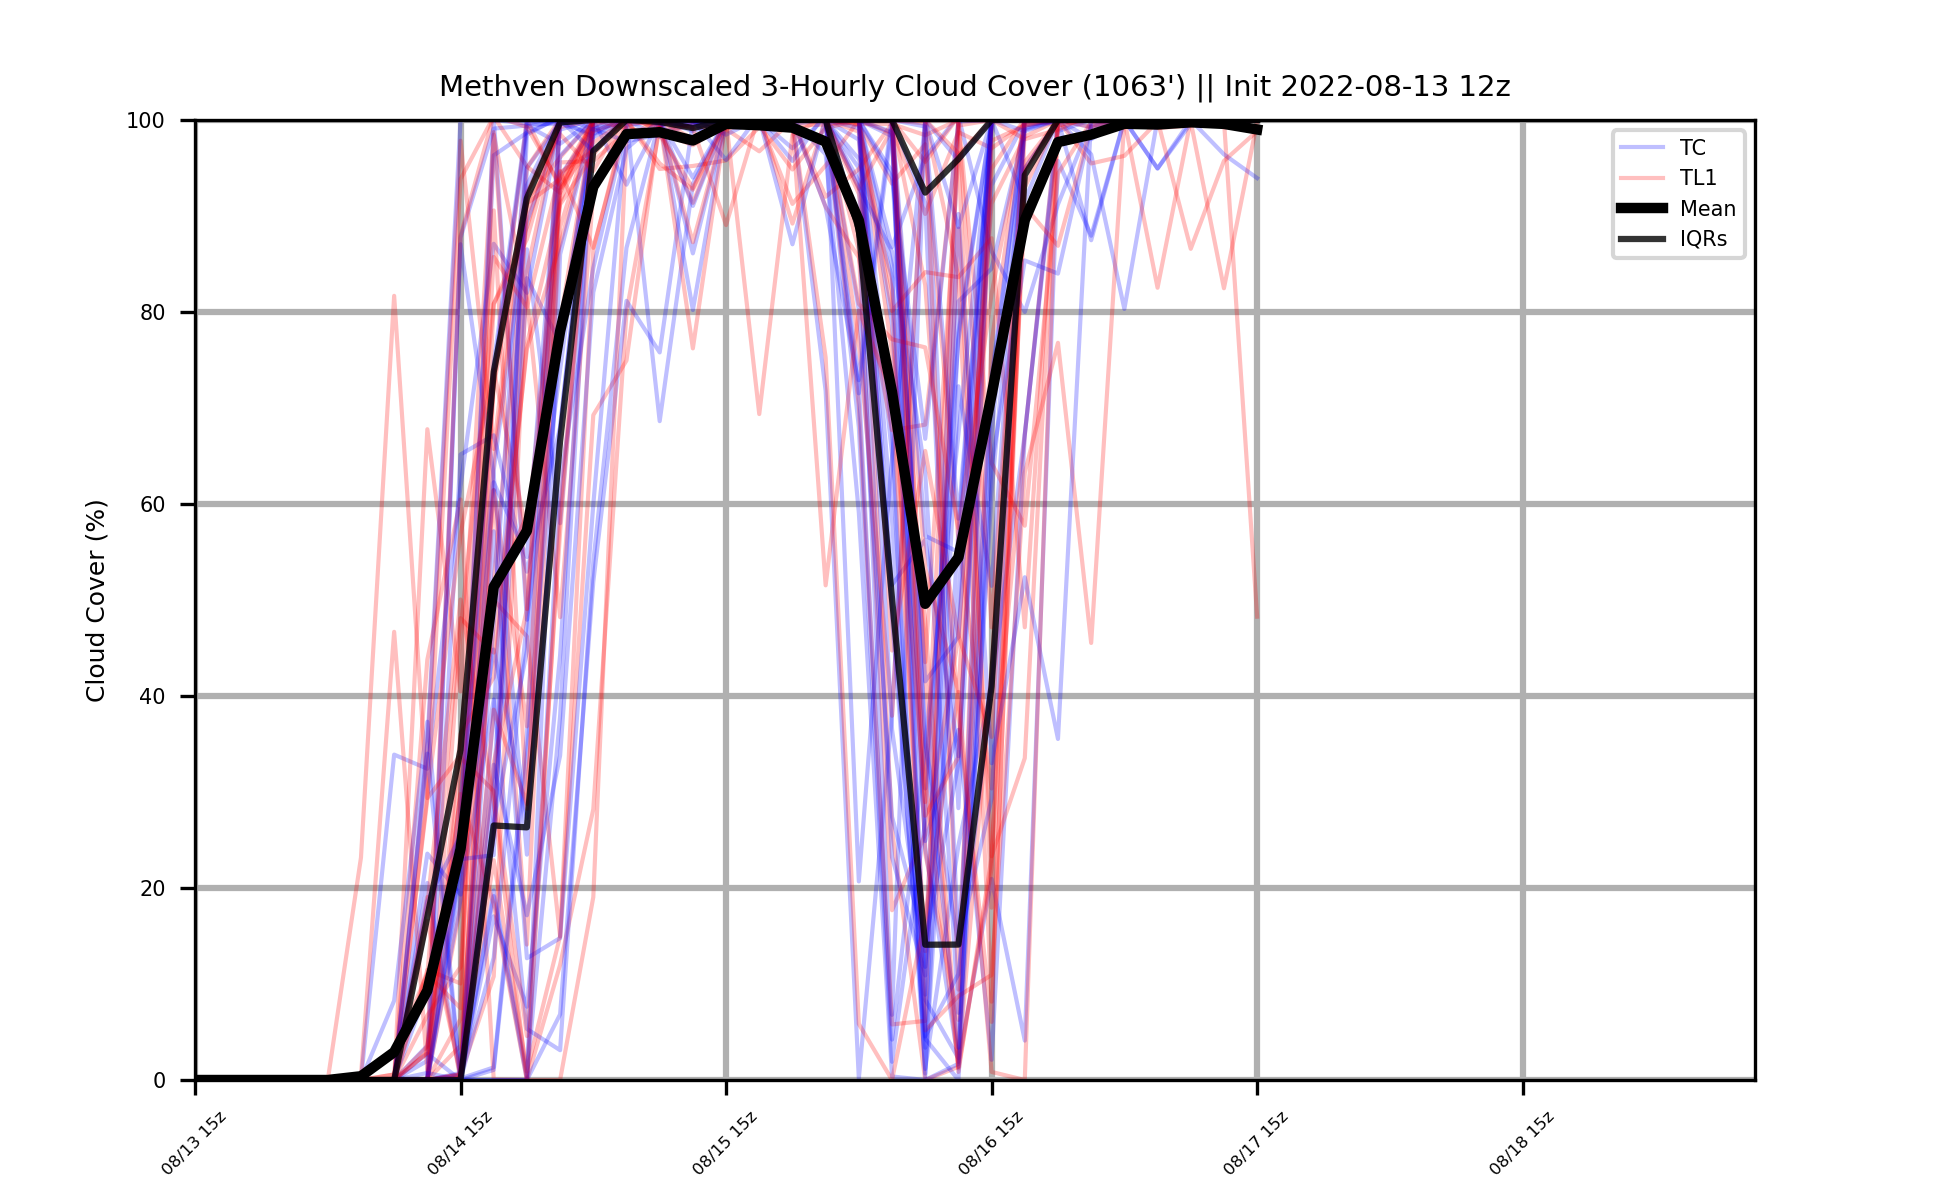 Methven Downscaled 3-Hourly Cloud Cover (1063') || Init 2022-08-13 12z
TC
TL1
Mean
IQRs
Cloud Cover (%)
100
80
60
40
20
0
08/13 15z
08/14 15z
08/15 15z
08/16 15z
08/17 15z
08/18 15z